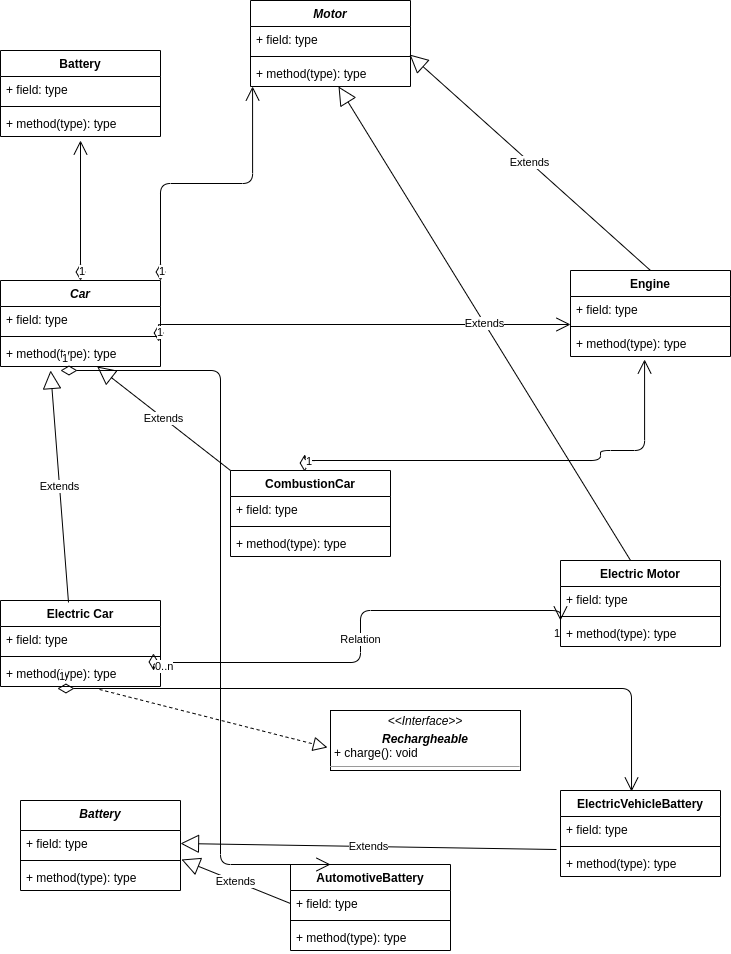 Motor
+ field: type
+ method(type): type
Battery
+ field: type
+ method(type): type
Extends
1
1
Car
+ field: type
+ method(type): type
1
1
Engine
+ field: type
+ method(type): type
Extends
Extends
Extends
1
CombustionCar
+ field: type
+ method(type): type
Electric Motor
+ field: type
+ method(type): type
1
Electric Car
+ field: type
+ method(type): type
Relation
0..n
1
<<Interface>>
Rechargheable
+ charge(): void
Battery
+ field: type
+ method(type): type
ElectricVehicleBattery
+ field: type
+ method(type): type
Extends
Extends
AutomotiveBattery
+ field: type
+ method(type): type